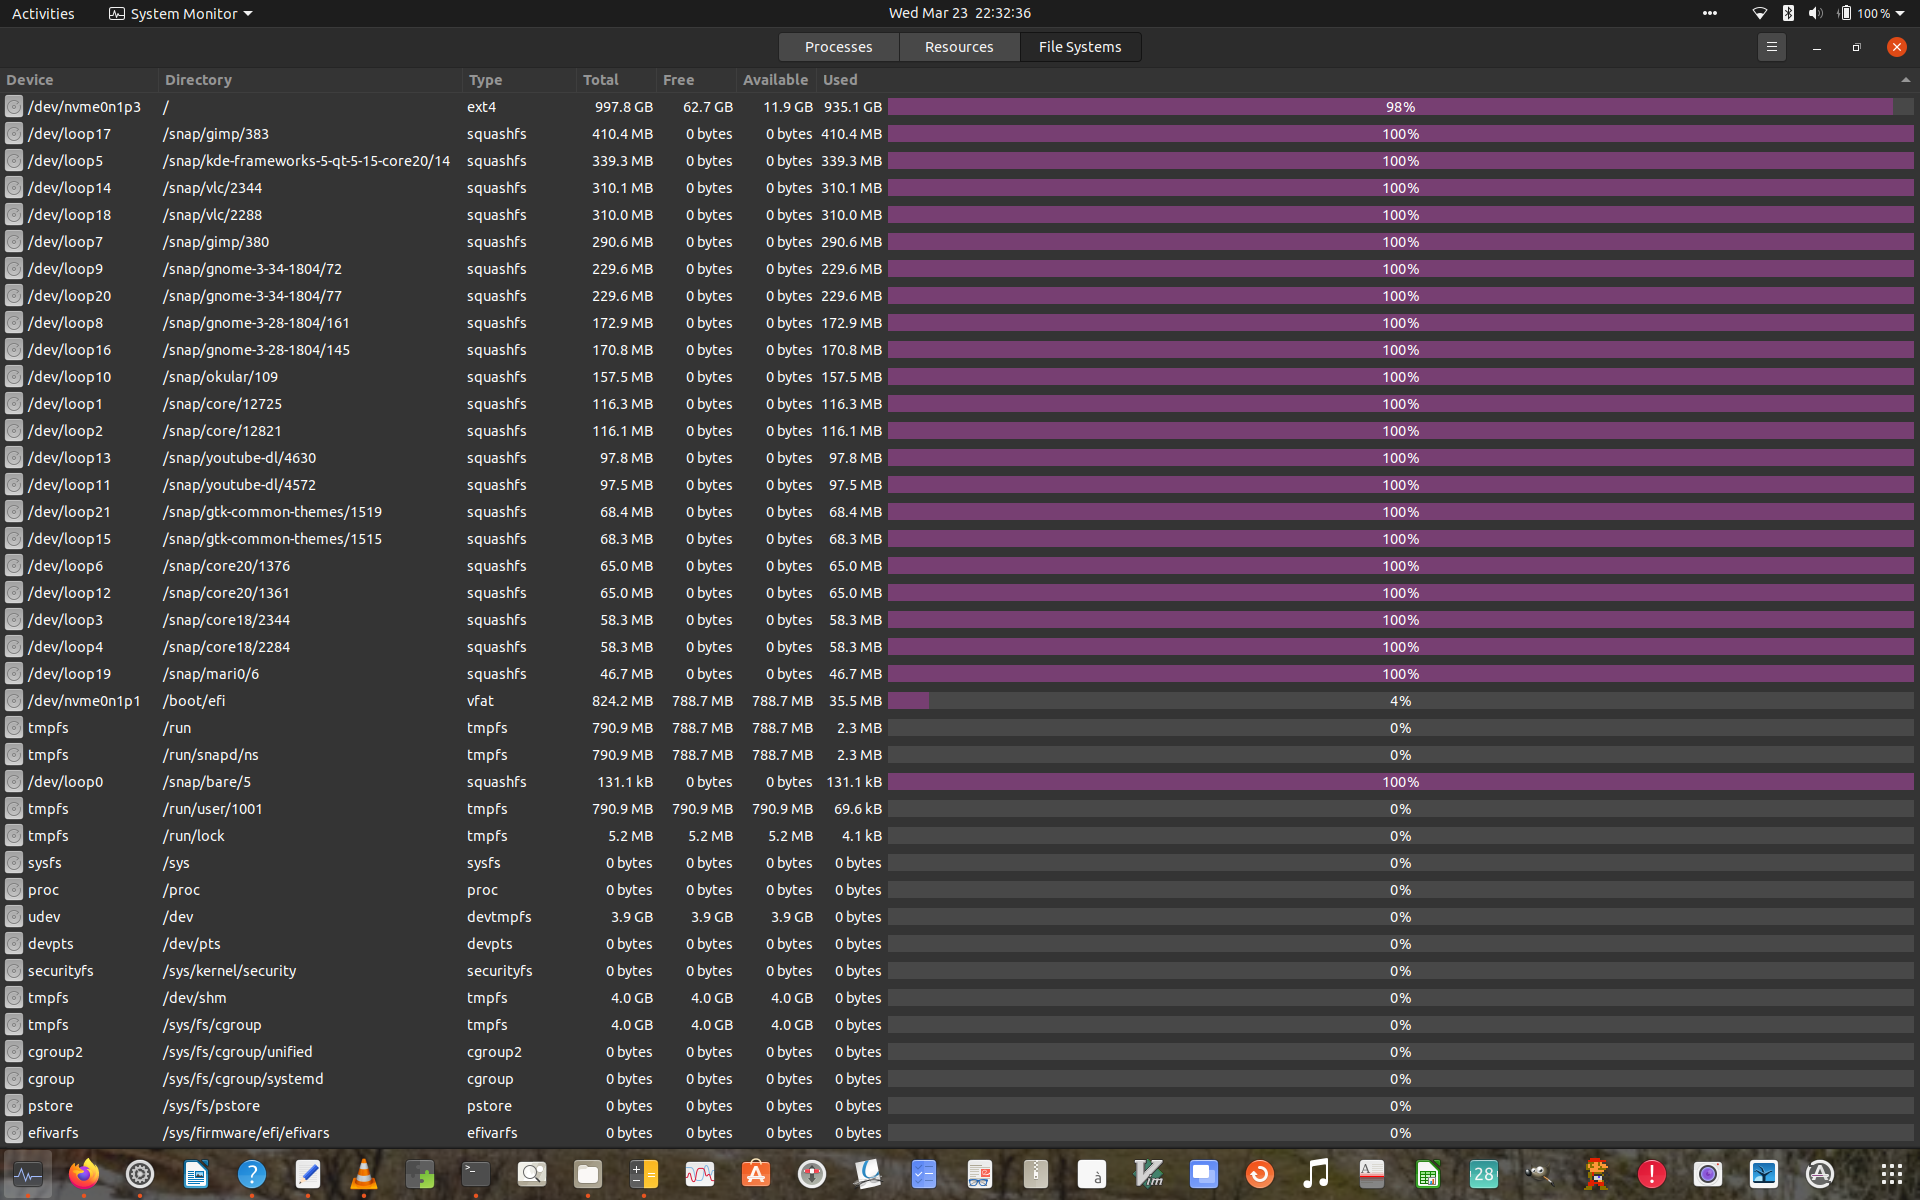 Activities System Monitor Wed Mar 23 22:32:36 100 %
Processes Resources File Systems
Device Directory Type Total Free Available Used
/dev/nvme0n1p3 / ext4 997.8 GB 62.7 GB 11.9 GB 935.1 GB 98%
/dev/loop17 /snap/gimp/383 squashfs 410.4 MB 0 bytes 0 bytes 410.4 MB 100%
/dev/loop5 /snap/kde-frameworks-5-qt-5-15-core20/14 squashfs 339.3 MB 0 bytes 0 bytes 339.3 MB 100%
/dev/loop14 /snap/vlc/2344 squashfs 310.1 MB 0 bytes 0 bytes 310.1 MB 100%
/dev/loop18 /snap/vlc/2288 squashfs 310.0 MB 0 bytes 0 bytes 310.0 MB 100%
/dev/loop7 /snap/gimp/380 squashfs 290.6 MB 0 bytes 0 bytes 290.6 MB 100%
/dev/loop9 /snap/gnome-3-34-1804/72 squashfs 229.6 MB 0 bytes 0 bytes 229.6 MB 100%
/dev/loop20 /snap/gnome-3-34-1804/77 squashfs 229.6 MB 0 bytes 0 bytes 229.6 MB 100%
/dev/loop8 /snap/gnome-3-28-1804/161 squashfs 172.9 MB 0 bytes 0 bytes 172.9 MB 100%
/dev/loop16 /snap/gnome-3-28-1804/145 squashfs 170.8 MB 0 bytes 0 bytes 170.8 MB 100%
/dev/loop10 /snap/okular/109 squashfs 157.5 MB 0 bytes 0 bytes 157.5 MB 100%
/dev/loop1 /snap/core/12725 squashfs 116.3 MB 0 bytes 0 bytes 116.3 MB 100%
/dev/loop2 /snap/core/12821 squashfs 116.1 MB 0 bytes 0 bytes 116.1 MB 100%
/dev/loop13 /snap/youtube-dl/4630 squashfs 97.8 MB 0 bytes 0 bytes 97.8 MB 100%
/dev/loop11 /snap/youtube-dl/4572 squashfs 97.5 MB 0 bytes 0 bytes 97.5 MB 100%
/dev/loop21 /snap/gtk-common-themes/1519 squashfs 68.4 MB 0 bytes 0 bytes 68.4 MB 100%
/dev/loop15 /snap/gtk-common-themes/1515 squashfs 68.3 MB 0 bytes 0 bytes 68.3 MB 100%
/dev/loop6 /snap/core20/1376 squashfs 65.0 MB 0 bytes 0 bytes 65.0 MB 100%
/dev/loop12 /snap/core20/1361 squashfs 65.0 MB 0 bytes 0 bytes 65.0 MB 100%
/dev/loop3 /snap/core18/2344 squashfs 58.3 MB 0 bytes 0 bytes 58.3 MB 100%
/dev/loop4 /snap/core18/2284 squashfs 58.3 MB 0 bytes 0 bytes 58.3 MB 100%
/dev/loop19 /snap/mari0/6 squashfs 46.7 MB 0 bytes 0 bytes 46.7 MB 100%
/dev/nvme0n1p1 /boot/efi vfat 824.2 MB 788.7 MB 788.7 MB 35.5 MB 4%
tmpfs /run tmpfs 790.9 MB 788.7 MB 788.7 MB 2.3 MB 0%
tmpfs /run/snapd/ns tmpfs 790.9 MB 788.7 MB 788.7 MB 2.3 MB 0%
/dev/loop0 /snap/bare/5 squashfs 131.1 kB 0 bytes 0 bytes 131.1 kB 100%
tmpfs /run/user/1001 tmpfs 790.9 MB 790.9 MB 790.9 MB 69.6 kB 0%
tmpfs /run/lock tmpfs 5.2 MB 5.2 MB 5.2 MB 4.1 kB 0%
sysfs /sys sysfs 0 bytes 0 bytes 0 bytes 0 bytes 0%
proc /proc proc 0 bytes 0 bytes 0 bytes 0 bytes 0%
udev /dev devtmpfs 3.9 GB 3.9 GB 3.9 GB 0 bytes 0%
devpts /dev/pts devpts 0 bytes 0 bytes 0 bytes 0 bytes 0%
securityfs /sys/kernel/security securityfs 0 bytes 0 bytes 0 bytes 0 bytes 0%
tmpfs /dev/shm tmpfs 4.0 GB 4.0 GB 4.0 GB 0 bytes 0%
tmpfs /sys/fs/cgroup tmpfs 4.0 GB 4.0 GB 4.0 GB 0 bytes 0%
cgroup2 /sys/fs/cgroup/unified cgroup2 0 bytes 0 bytes 0 bytes 0 bytes 0%
cgroup /sys/fs/cgroup/systemd cgroup 0 bytes 0 bytes 0 bytes 0 bytes 0%
pstore /sys/fs/pstore pstore 0 bytes 0 bytes 0 bytes 0 bytes 0%
efivarfs /sys/firmware/efi/efivars efivarfs 0 bytes 0 bytes 0 bytes 0 bytes 0%
? >_ à Vim A 28 !